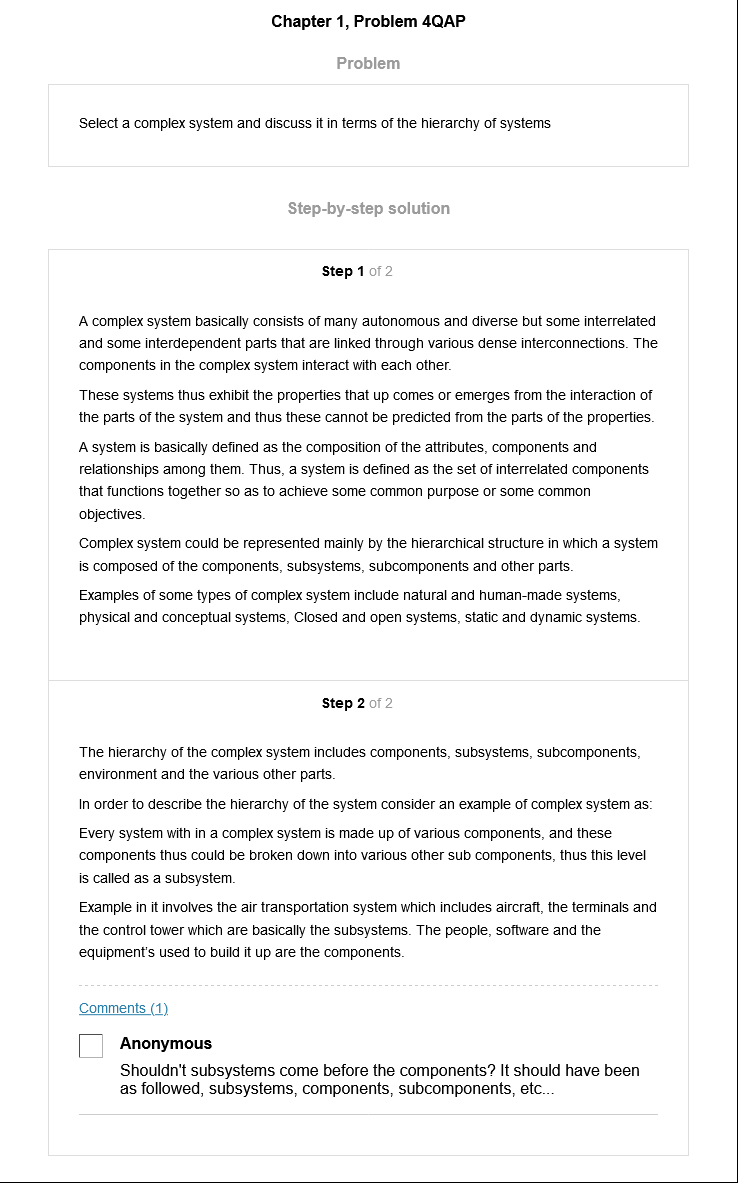 Chapter 1, Problem 4QAP
Problem
Select a complex system and discuss it in terms of the hierarchy of systems
Step-by-step solution
Step 1 of 2
A complex system basically consists of many autonomous and diverse but some interrelated
and some interdependent parts that are linked through various dense interconnections. The
components in the complex system interact with each other.
These systems thus exhibit the properties that up comes or emerges from the interaction of
the parts of the system and thus these cannot be predicted from the parts of the properties.
A system is basically defined as the composition of the attributes, components and
relationships among them. Thus, a system is defined as the set of interrelated components
that functions together so as to achieve some common purpose or some common
objectives.
Complex system could be represented mainly by the hierarchical structure in which a system
is composed of the components, subsystems, subcomponents and other parts.
Examples of some types of complex system include natural and human-made systems,
physical and conceptual systems, Closed and open systems, static and dynamic systems.
Step 2 of 2
The hierarchy of the complex system includes components, subsystems, subcomponents,
environment and the various other parts.
In order to describe the hierarchy of the system consider an example of complex system as:
Every system with in a complex system is made up of various components, and these
components thus could be broken down into various other sub components, thus this level
is called as a subsystem.
Example in it involves the air transportation system which includes aircraft, the terminals and
the control tower which are basically the subsystems. The people, software and the
equipment's used to build it up are the components.
Comments (1)
Anonymous
Shouldn't subsystems come before the components? It should have been
as followed, subsystems, components, subcomponents, etc...